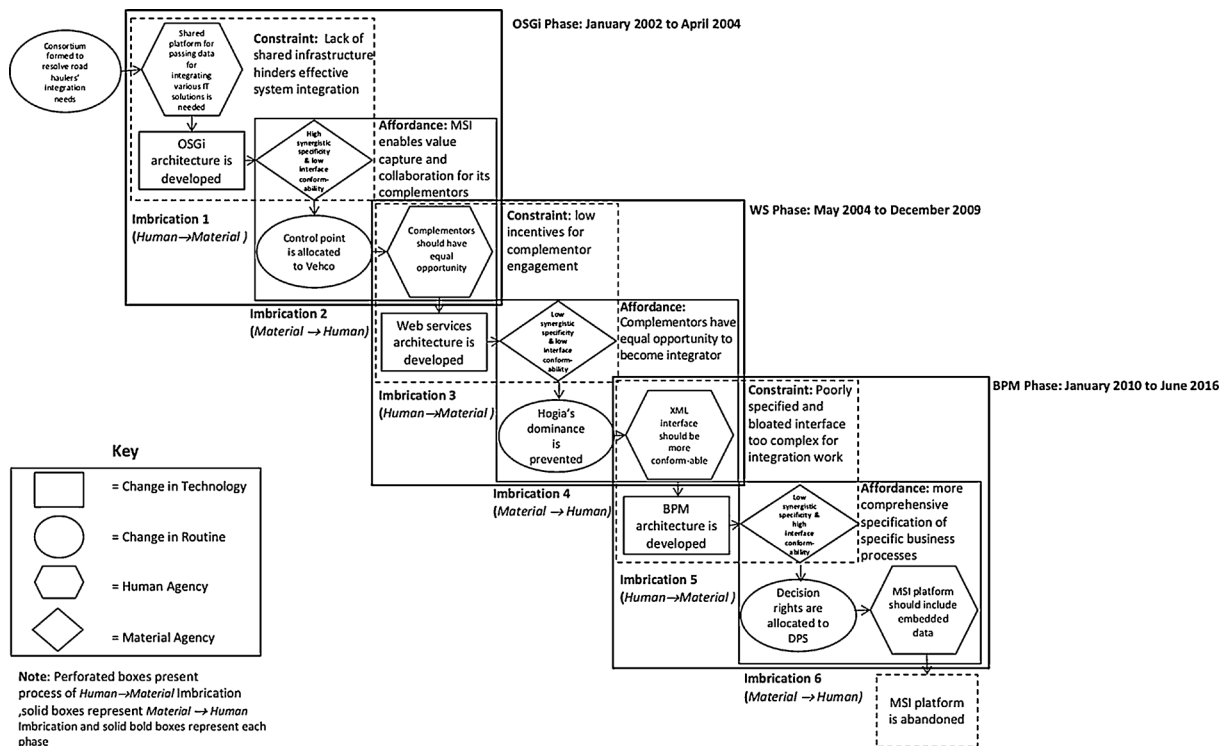 OSGi Phase: January 2002 to April 2004
Consortium
formed to
resolve road
haulers'
integration
needs
Shared
platform for
passing data
for
integrating
various IT
solutions is
needed
Constraint: Lack of
shared infrastructure
hinders effective
system integration
OSGi
architecture is
developed
High
synergistic
specificity
& low
interface
conform-
ability
Affordance: MSI
enables value
capture and
collaboration for its
complementors
Imbrication 1
(Human→Material )
Control point
is allocated
to Vehco
WS Phase: May 2004 to December 2009
Complementors
should have
equal
opportunity
Constraint: low
incentives for
complementor
engagement
Imbrication 2
(Material → Human)
Web services
architecture is
developed
Low
synergistic
specificity
& low
interface
conform-
ability
Affordance:
Complementors have
equal opportunity to
become integrator
Imbrication 3
(Human→Material )
Hogia's
dominance is
prevented
BPM Phase: January 2010 to June 2016
XML
interface
should be
more
conform-able
Constraint: Poorly
specified and
bloated interface
too complex for
integration work
Imbrication 4
(Material → Human)
BPM
architecture is
developed
Low
synergistic
specificity &
high
interface
conform-
ability
Affordance: more
comprehensive
specification of
specific business
processes
Imbrication 5
(Human→Material )
Decision
rights are
allocated to
DPS
MSI platform
should include
embedded
data
Imbrication 6
(Material → Human)
MSI platform
is abandoned
Key
= Change in Technology
= Change in Routine
= Human Agency
= Material Agency
Note: Perforated boxes present
process of Human→Material Imbrication
,solid boxes represent Material → Human
Imbrication and solid bold boxes represent each
phase